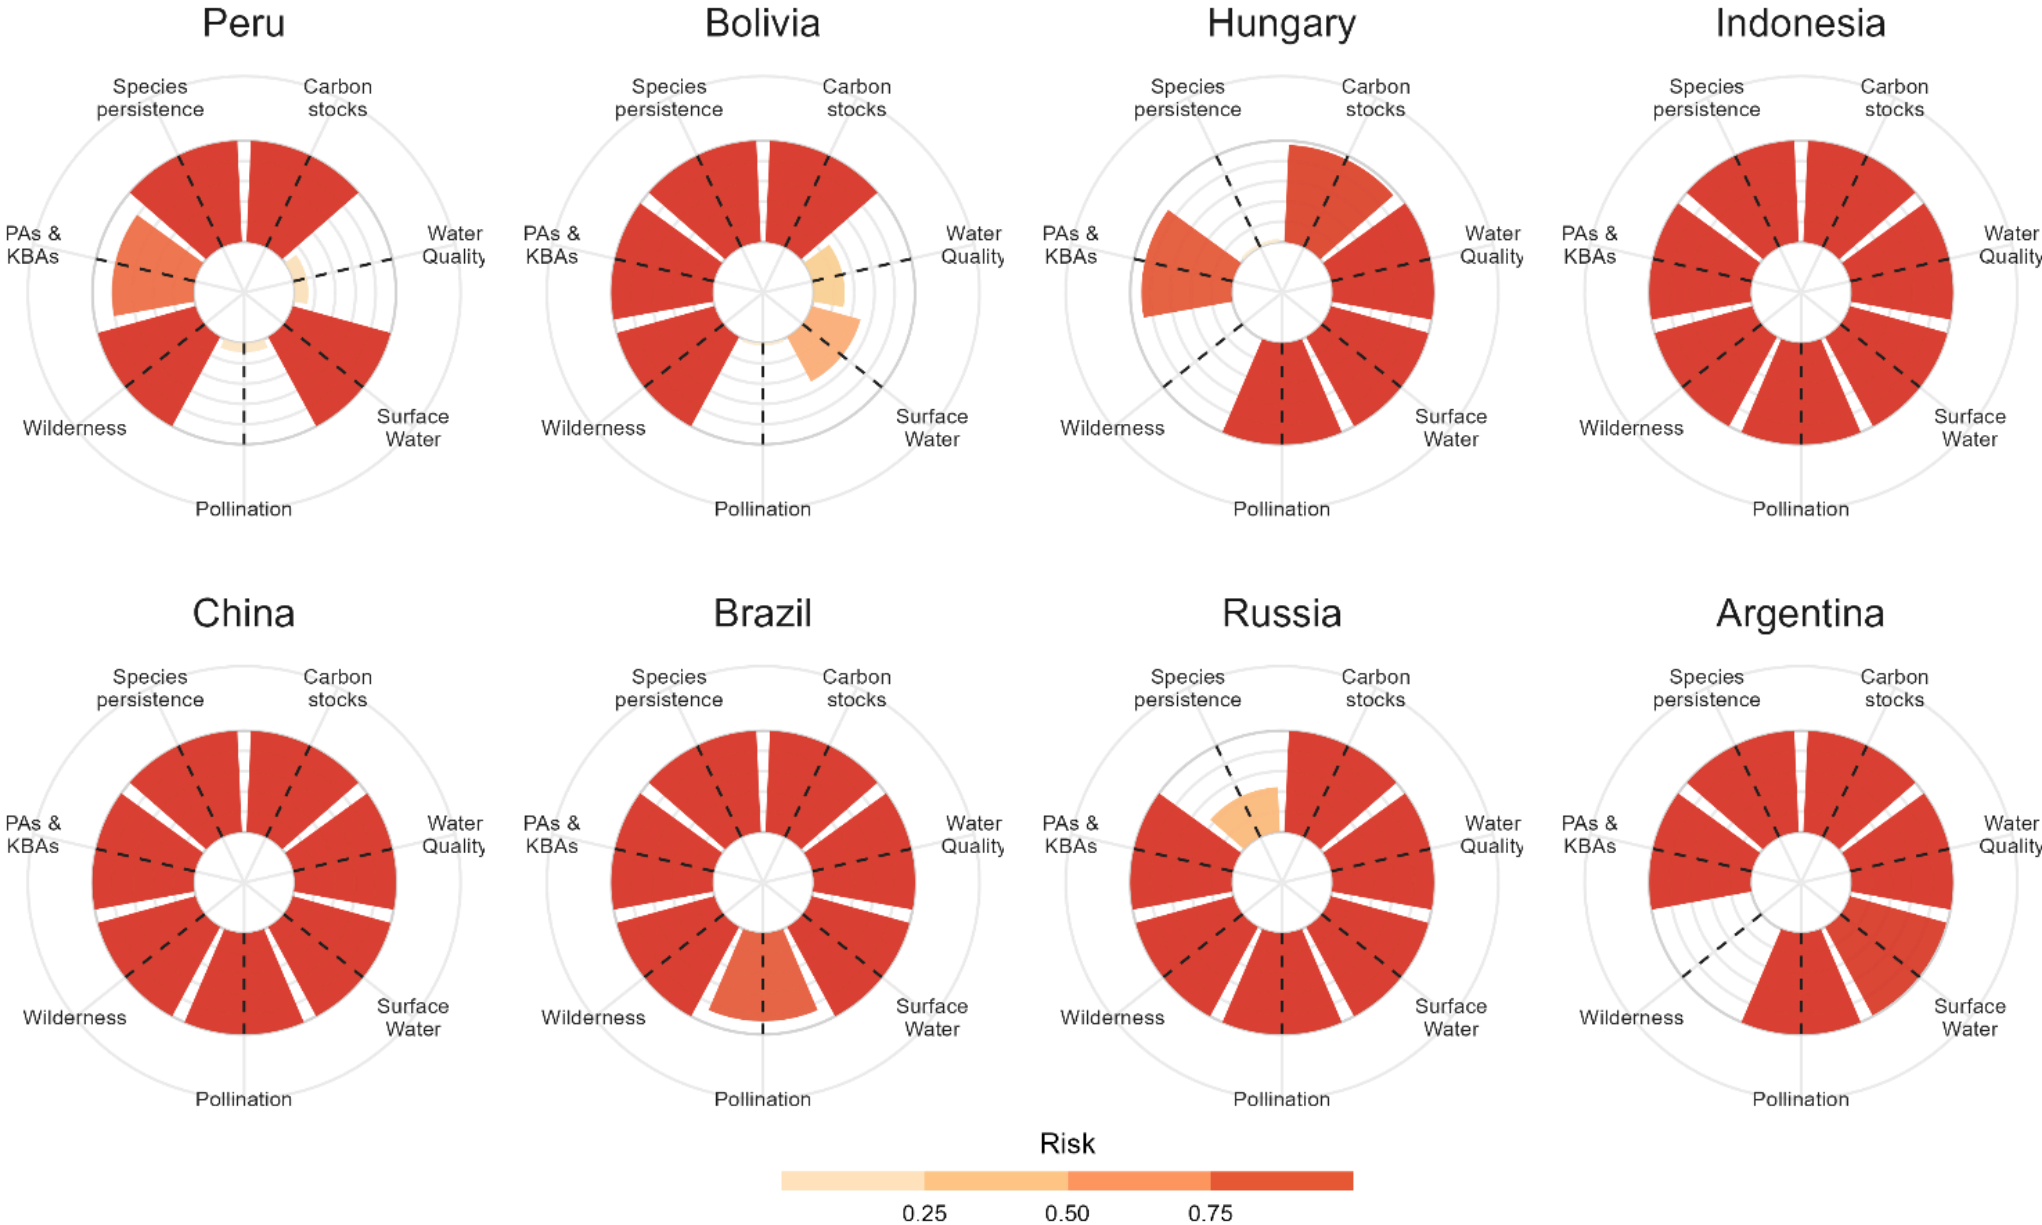 Peru
Bolivia
Hungary
Indonesia
Species
persistence
Carbon
stocks
PAs &
KBAs
Water
Quality
Wilderness
Surface
Water
Pollination
Species
persistence
Carbon
stocks
PAs &
KBAs
Water
Quality
Wilderness
Surface
Water
Pollination
Species
persistence
Carbon
stocks
PAs &
KBAs
Water
Quality
Wilderness
Surface
Water
Pollination
Species
persistence
Carbon
stocks
PAs &
KBAs
Water
Quality
Wilderness
Surface
Water
Pollination
China
Brazil
Russia
Argentina
Species
persistence
Carbon
stocks
PAs &
KBAs
Water
Quality
Wilderness
Surface
Water
Pollination
Species
persistence
Carbon
stocks
PAs &
KBAs
Water
Quality
Wilderness
Surface
Water
Pollination
Species
persistence
Carbon
stocks
PAs &
KBAs
Water
Quality
Wilderness
Surface
Water
Pollination
Species
persistence
Carbon
stocks
PAs &
KBAs
Water
Quality
Wilderness
Surface
Water
Pollination
Risk
0.25 0.50 0.75